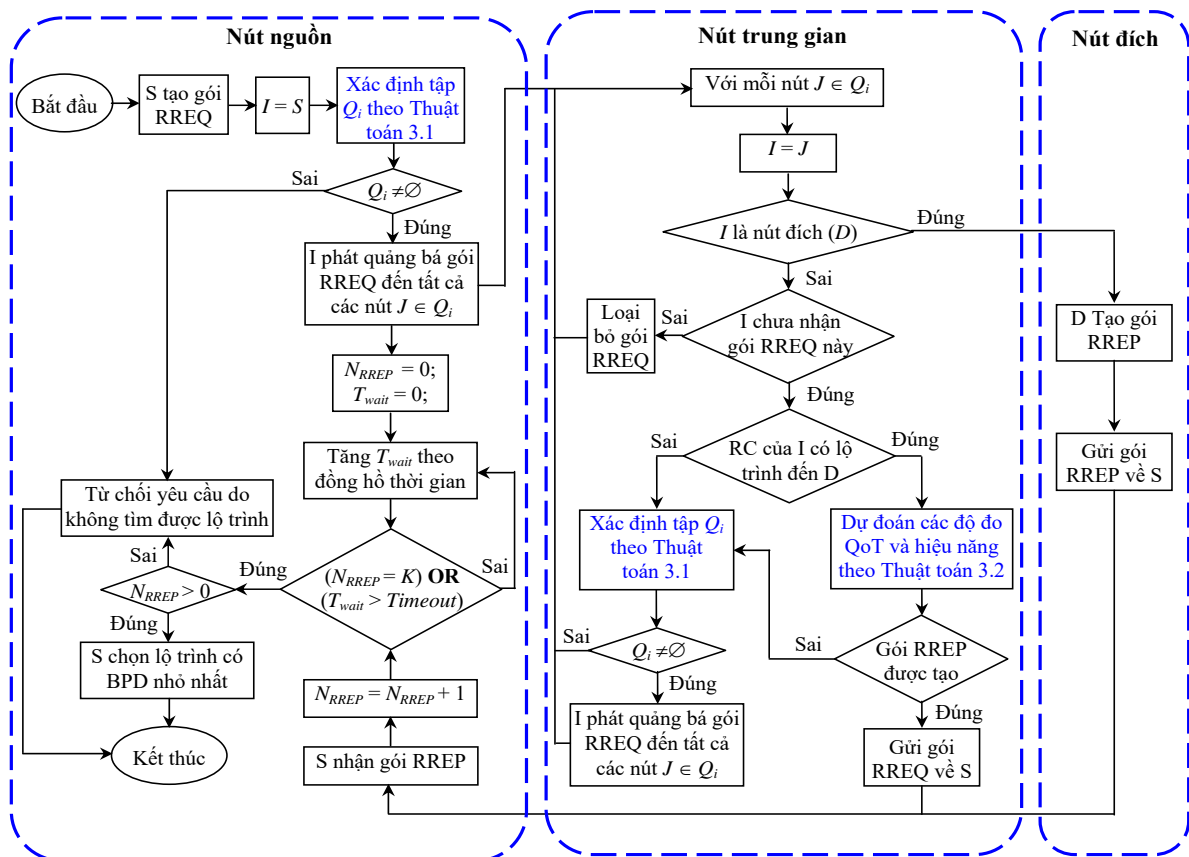 Nút nguồn
Bắt đầu
S tạo gói
RREQ
I = S
Xác định tập
Qi theo Thuật
toán 3.1
Sai
Qi ≠∅
Đúng
I phát quảng bá gói
RREQ đến tất cả
các nút J ∈ Qi
NRREP = 0;
Twait = 0;
Tăng Twait theo
đồng hồ thời gian
Từ chối yêu cầu do
không tìm được lộ trình
Sai
Đúng
(NRREP = K) OR
(Twait > Timeout)
Sai
NRREP > 0
Đúng
S chọn lộ trình có
BPD nhỏ nhất
NRREP = NRREP + 1
Kết thúc
S nhận gói RREP
Nút trung gian
Với mỗi nút J ∈ Qi
I = J
I là nút đích (D)
Đúng
Sai
Loại
bỏ gói
RREQ
Sai
I chưa nhận
gói RREQ này
Đúng
Sai
RC của I có lộ
trình đến D
Đúng
Xác định tập Qi
theo Thuật
toán 3.1
Dự đoán các độ đo
QoT và hiệu năng
theo Thuật toán 3.2
Sai
Qi ≠∅
Sai
Gói RREP
được tạo
Đúng
Đúng
I phát quảng bá gói
RREQ đến tất cả
các nút J ∈ Qi
Gửi gói
RREQ về S
Nút đích
D Tạo gói
RREP
Gửi gói
RREP về S